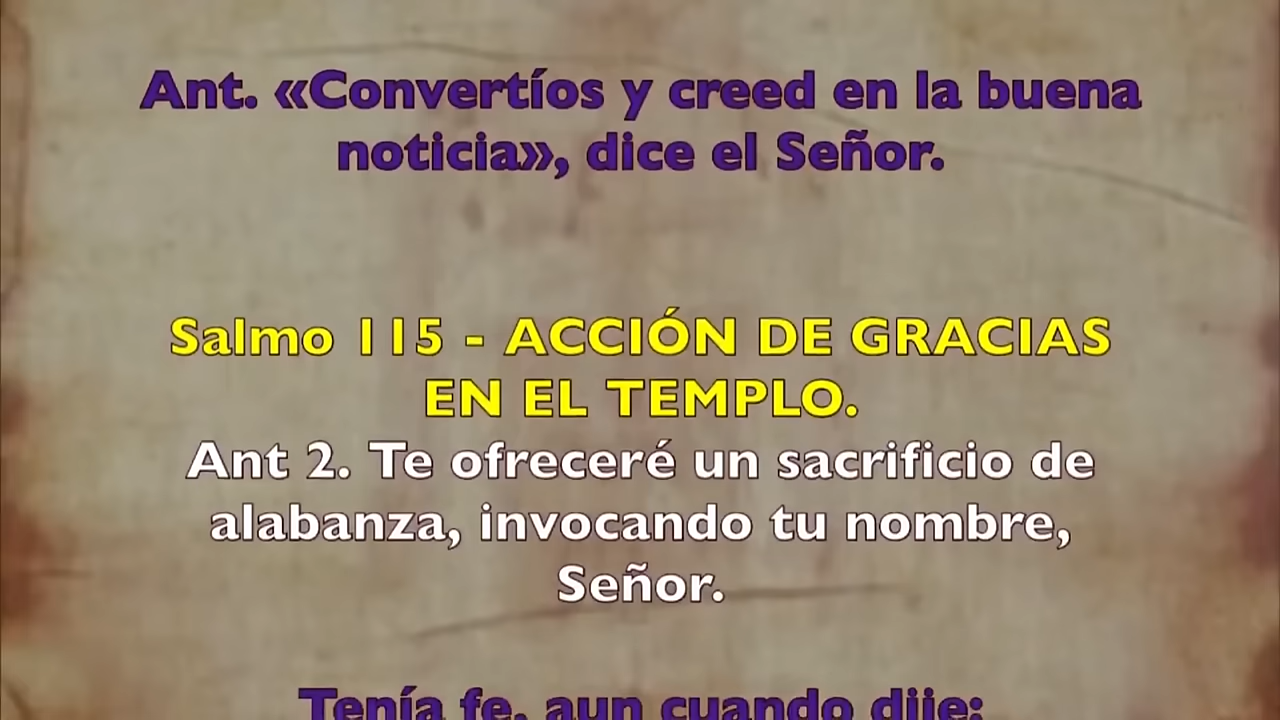 Ant. «Convertíos y creed en la buena
noticia», dice el Señor.
Salmo 115 - ACCIÓN DE GRACIAS
EN EL TEMPLO.
Ant 2. Te ofreceré un sacrificio de
alabanza, invocando tu nombre,
Señor.
Tenía fe, aun cuando dije: